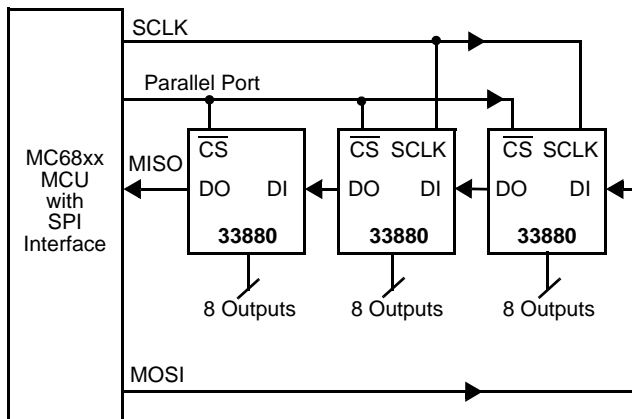 SCLK
Parallel Port
MC68xx
MCU
with
SPI
Interface
MISO
CS
DO DI
33880
8 Outputs
CS SCLK
DO DI
33880
8 Outputs
CS SCLK
DO DI
33880
8 Outputs
MOSI